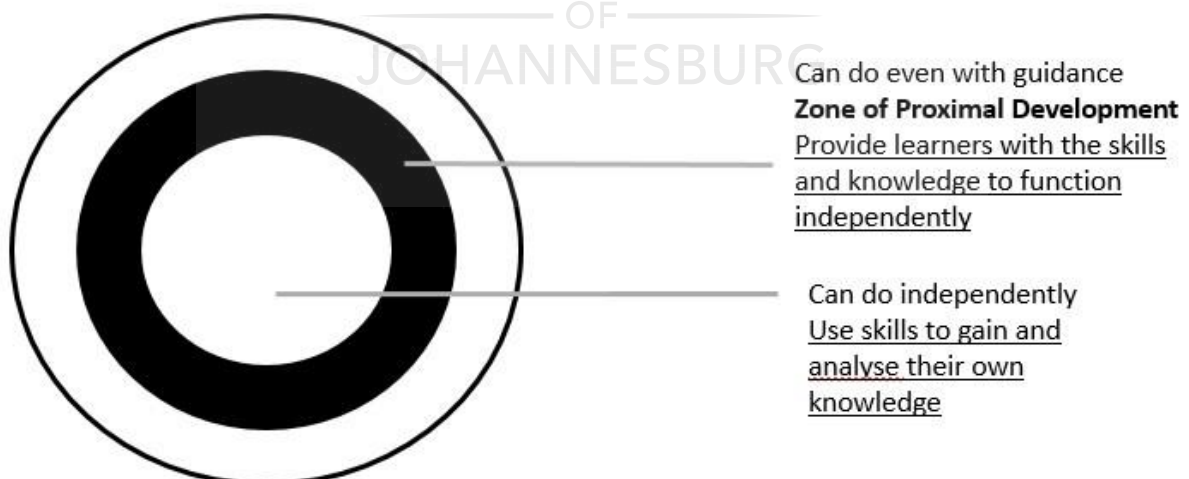 OF
JOHANNESBURG
Can do even with guidance
Zone of Proximal Development
Provide learners with the skills
and knowledge to function
independently
Can do independently
Use skills to gain and
analyse their own
knowledge